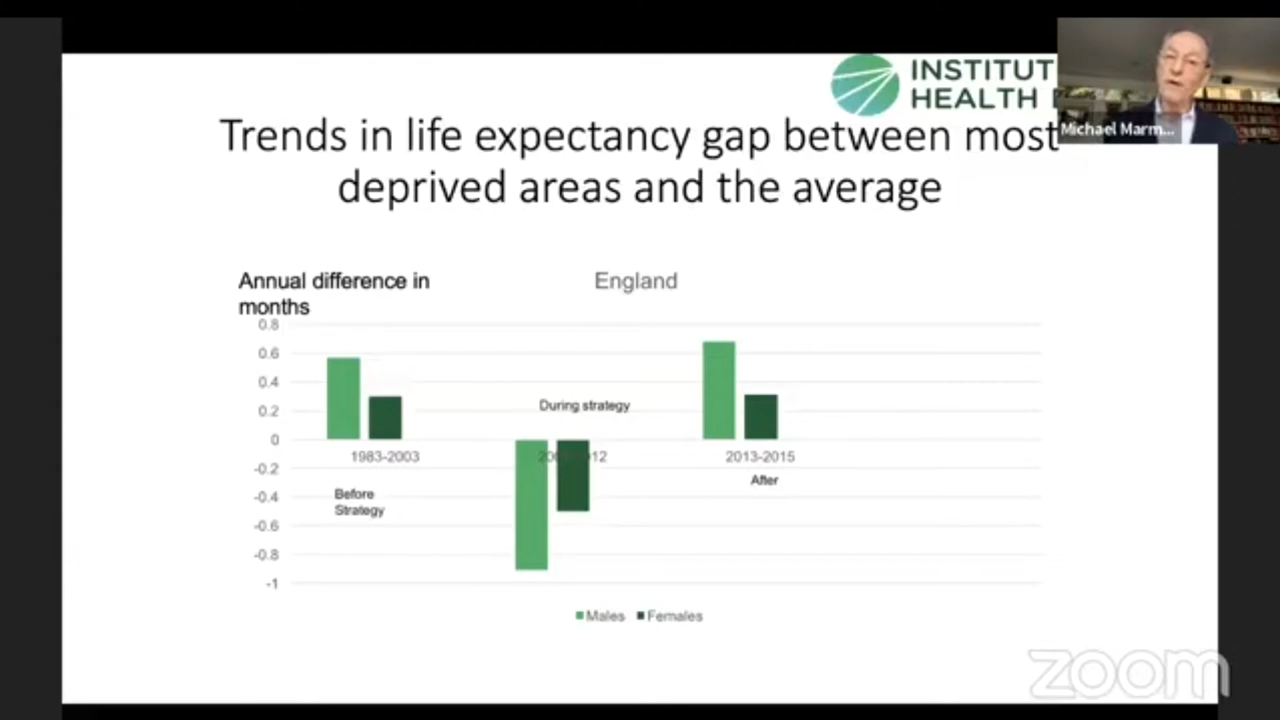 INSTITUT
HEALTH
Michael Marm...
Trends in life expectancy gap between most
deprived areas and the average
Annual difference in
months
England
0.8
0.6
0.4
0.2
0
-0.2
-0.4
-0.6
-0.8
-1
During strategy
1983-2003
2013-2015
Before
Strategy
After
Males Females
zoom